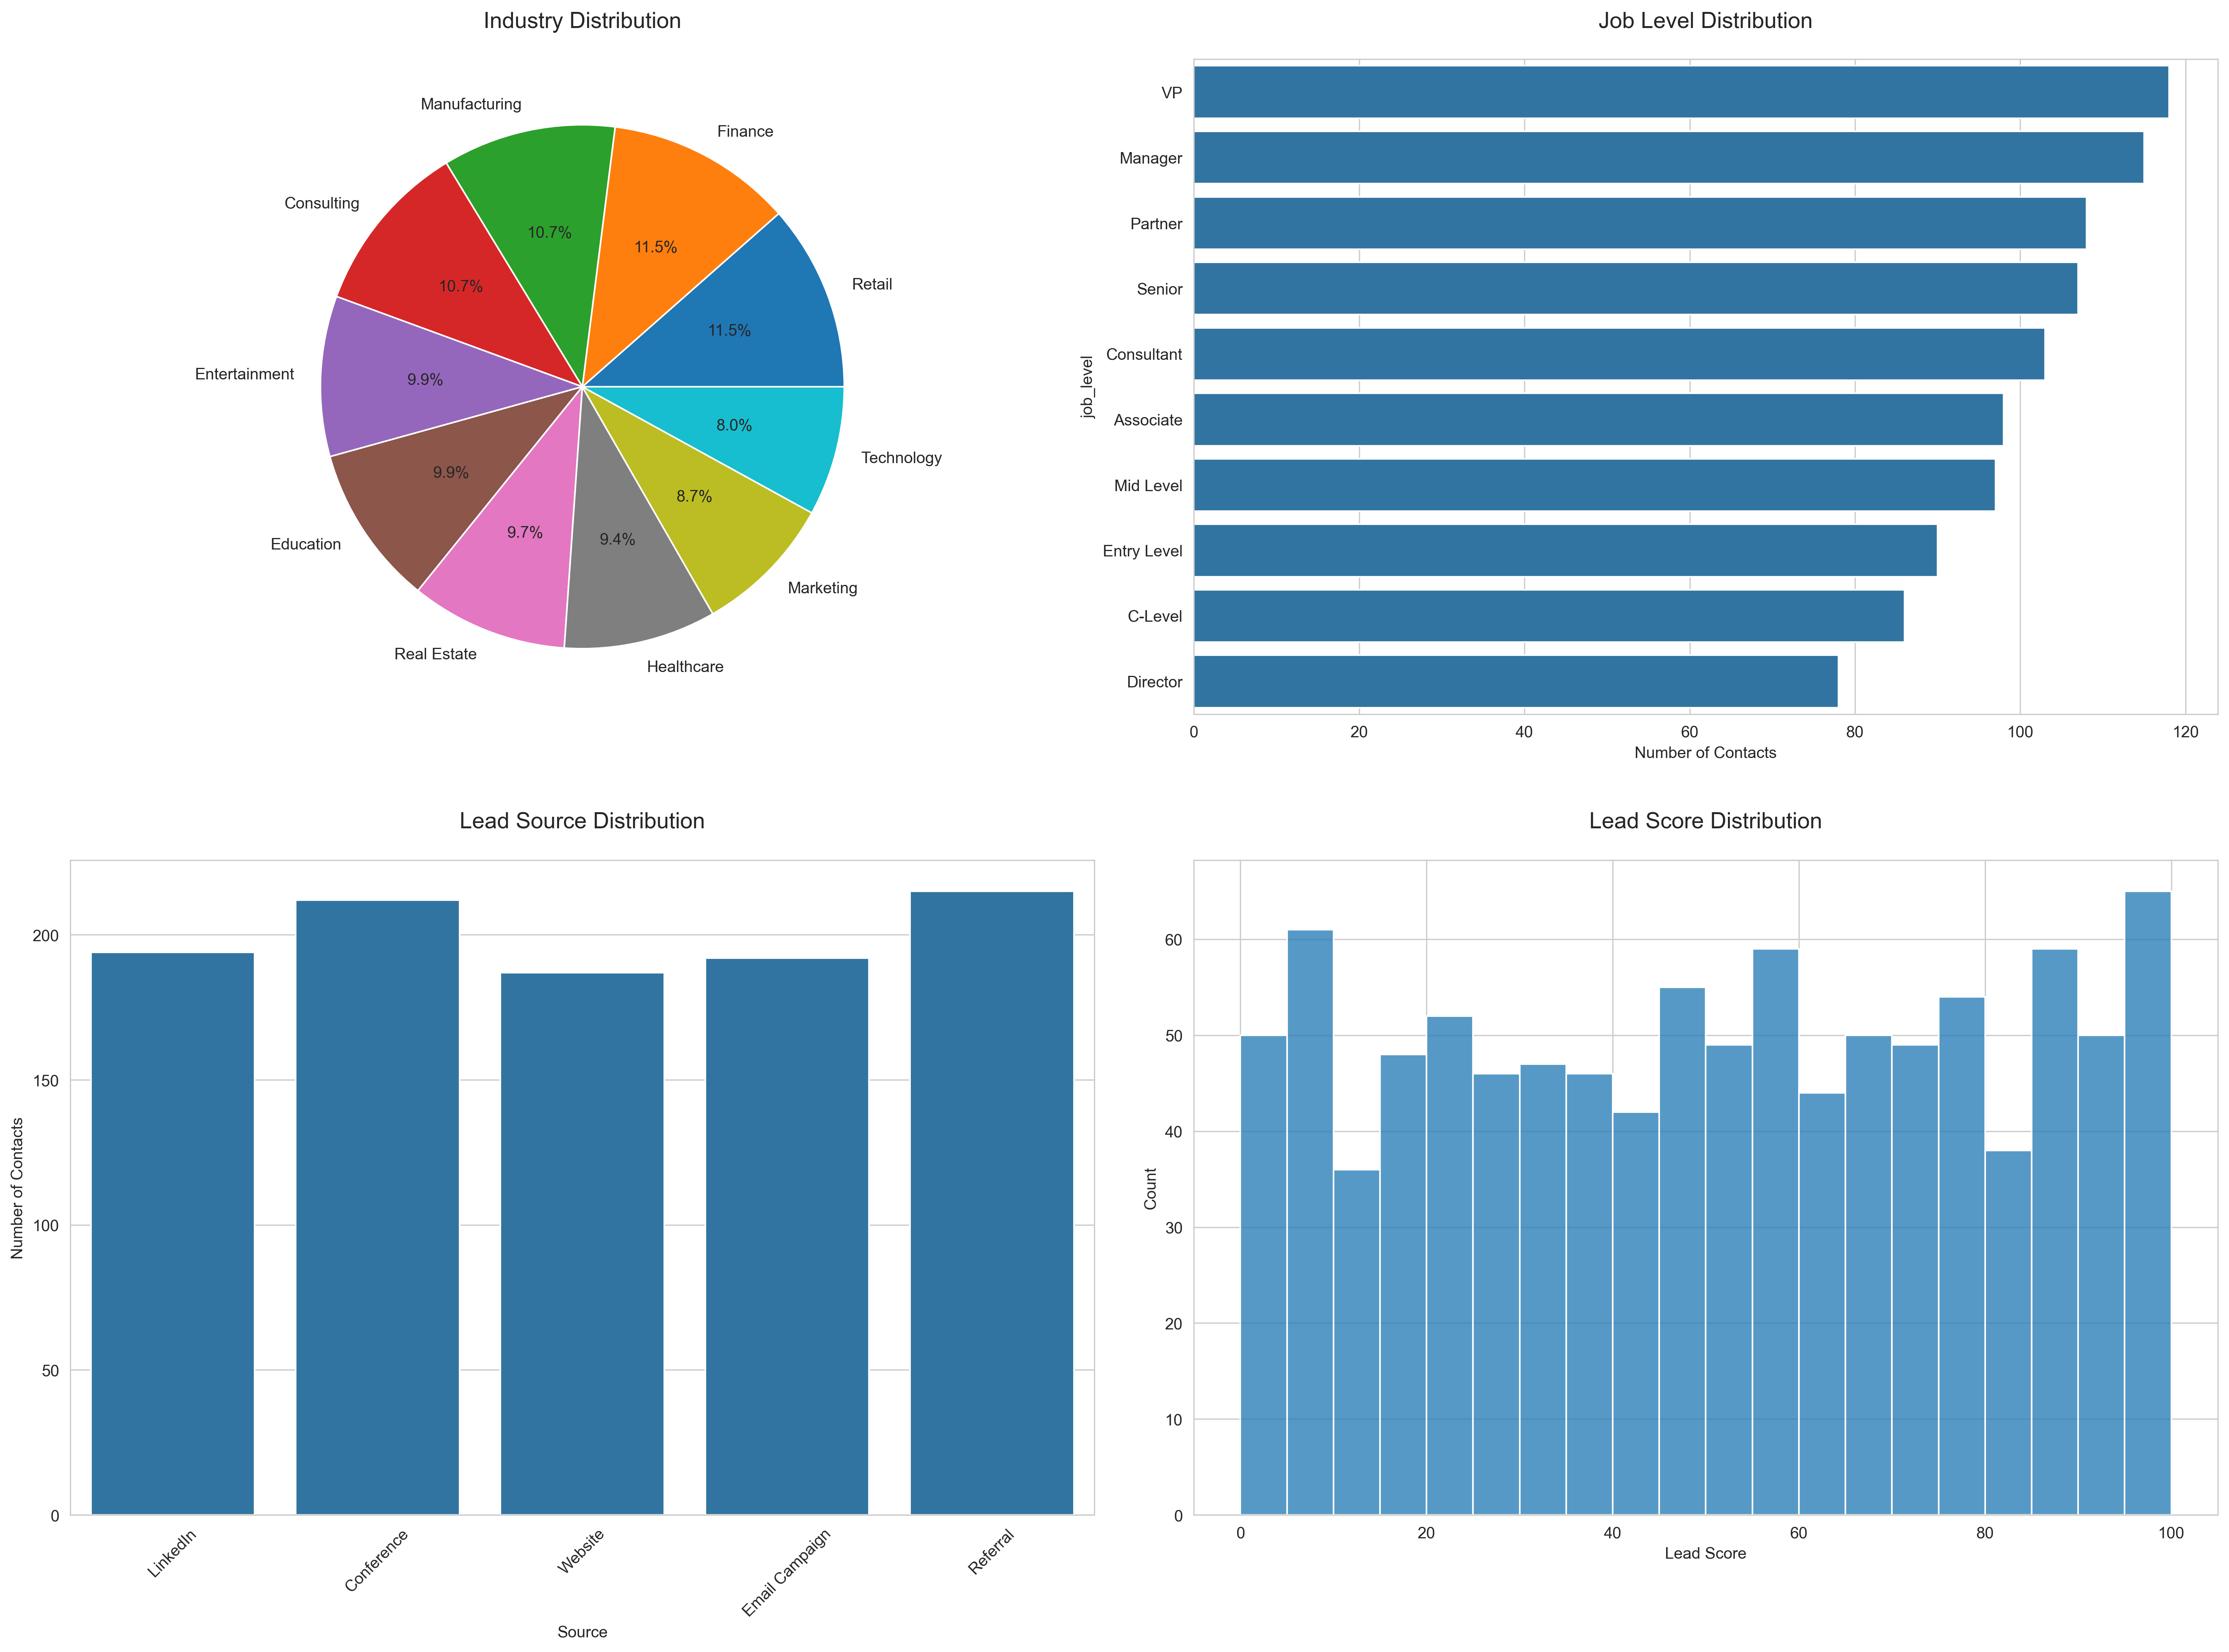 Industry Distribution
Manufacturing
Finance
Consulting
Retail
Entertainment
Technology
Education
Marketing
Real Estate
Healthcare
10.7%
11.5%
10.7%
11.5%
9.9%
8.0%
9.9%
8.7%
9.7%
9.4%
Job Level Distribution
job_level
VP
Manager
Partner
Senior
Consultant
Associate
Mid Level
Entry Level
C-Level
Director
0 20 40 60 80 100 120
Number of Contacts
Lead Source Distribution
Number of Contacts
200
150
100
50
0
LinkedIn
Conference
Website
Email Campaign
Referral
Source
Lead Score Distribution
Count
60
50
40
30
20
10
0
0 20 40 60 80 100
Lead Score